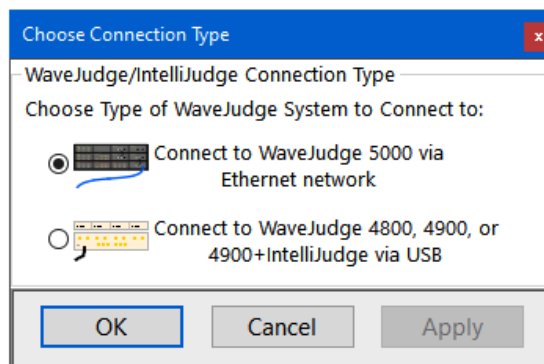 Choose Connection Type
x
WaveJudge/IntelliJudge Connection Type
Choose Type of WaveJudge System to Connect to:
Connect to WaveJudge 5000 via
Ethernet network
Connect to WaveJudge 4800, 4900, or
4900+IntelliJudge via USB
OK
Cancel
Apply